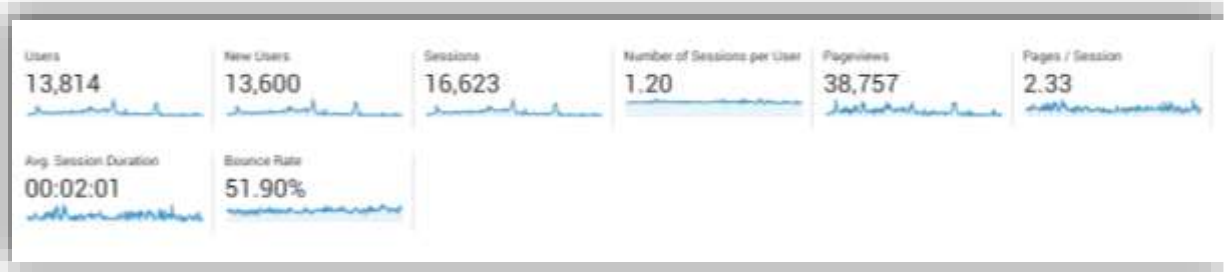 Users
13,814
New Users
13,600
Sessions
16,623
Number of Sessions per User
1.20
Pageviews
38,757
Pages / Session
2.33
Avg. Session Duration
00:02:01
Bounce Rate
51.90%